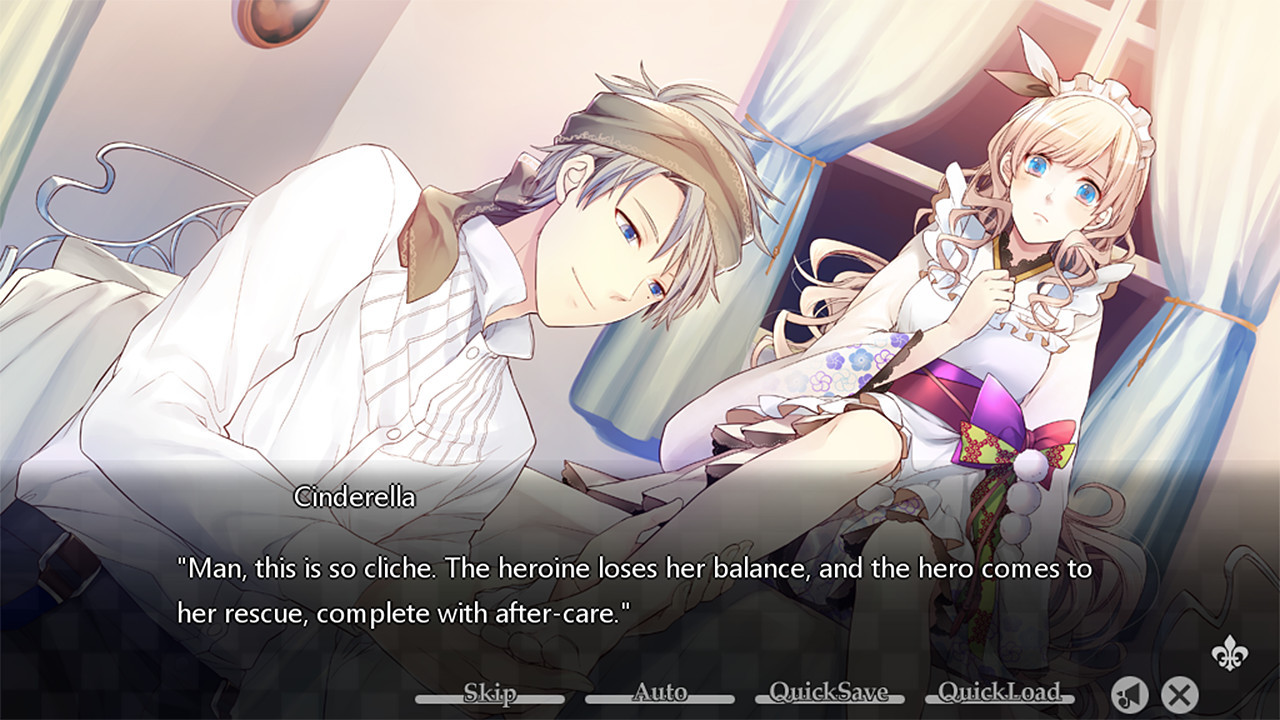 Cinderella
"Man, this is so cliche. The heroine loses her balance, and the hero comes to
her rescue, complete with after-care."
Skip Auto QuickSave QuickLoad